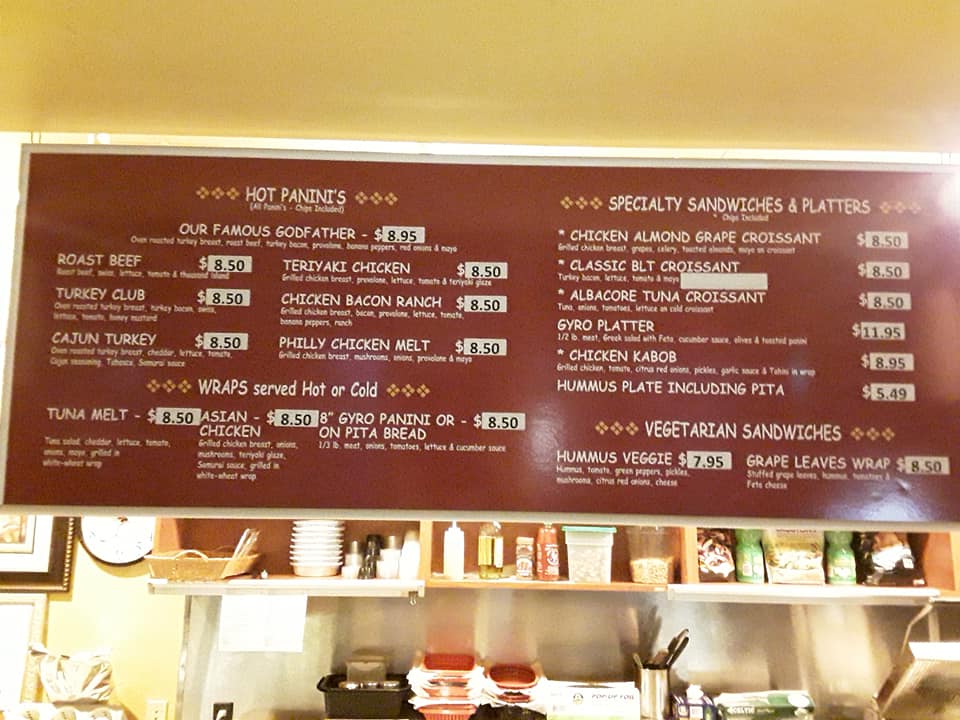 HOT PANINI'S
(All Panini's - Chips Included)
OUR FAMOUS GODFATHER - $8.95
Oven roasted turkey breast, roast beef, turkey bacon, provolone, banana peppers, red onions & mayo
ROAST BEEF $8.50
Roast beef, swiss, lettuce, tomato & thousand island
TURKEY CLUB $8.50
Oven roasted turkey breast, turkey bacon, swiss,
lettuce, tomato, honey mustard
CAJUN TURKEY $8.50
Oven roasted turkey breast, cheddar, lettuce, tomato,
Cajun seasoning, Tabasco, Samurai sauce
TERIYAKI CHICKEN $8.50
Grilled chicken breast, provolone, lettuce, tomato & teriyaki glaze
CHICKEN BACON RANCH $8.50
Grilled chicken breast, bacon, provolone, lettuce, tomato,
banana peppers, ranch
PHILLY CHICKEN MELT $8.50
Grilled chicken breast, mushrooms, onions, provolone & mayo
WRAPS served Hot or Cold
TUNA MELT - $8.50
Tuna salad, cheddar, lettuce, tomato,
onions, mayo, grilled in
white-wheat wrap
ASIAN - $8.50
CHICKEN
Grilled chicken breast, onions,
mushrooms, teriyaki glaze,
Samurai sauce, grilled in
white-wheat wrap
8" GYRO PANINI OR - $8.50
ON PITA BREAD
1/3 lb. meat, onions, tomatoes, lettuce & cucumber sauce
SPECIALTY SANDWICHES & PLATTERS
* Chips Included
* CHICKEN ALMOND GRAPE CROISSANT $8.50
Grilled chicken breast, grapes, celery, toasted almonds, mayo on croissant
* CLASSIC BLT CROISSANT $8.50
Turkey bacon, lettuce, tomato & mayo
* ALBACORE TUNA CROISSANT $8.50
Tuna, onions, tomatoes, lettuce on cold croissant
GYRO PLATTER $11.95
1/2 lb. meat, Greek salad with Feta, cucumber sauce, olives & toasted panini
* CHICKEN KABOB $8.95
Grilled chicken, tomato, citrus red onions, pickles, garlic sauce & Tahini in wrap
HUMMUS PLATE INCLUDING PITA $5.49
VEGETARIAN SANDWICHES
HUMMUS VEGGIE $7.95
Hummus, tomato, green peppers, pickles,
mushrooms, citrus red onions, cheese
GRAPE LEAVES WRAP $8.50
Stuffed grape leaves, hummus, tomatoes &
Feta cheese
POP-UP FOIL